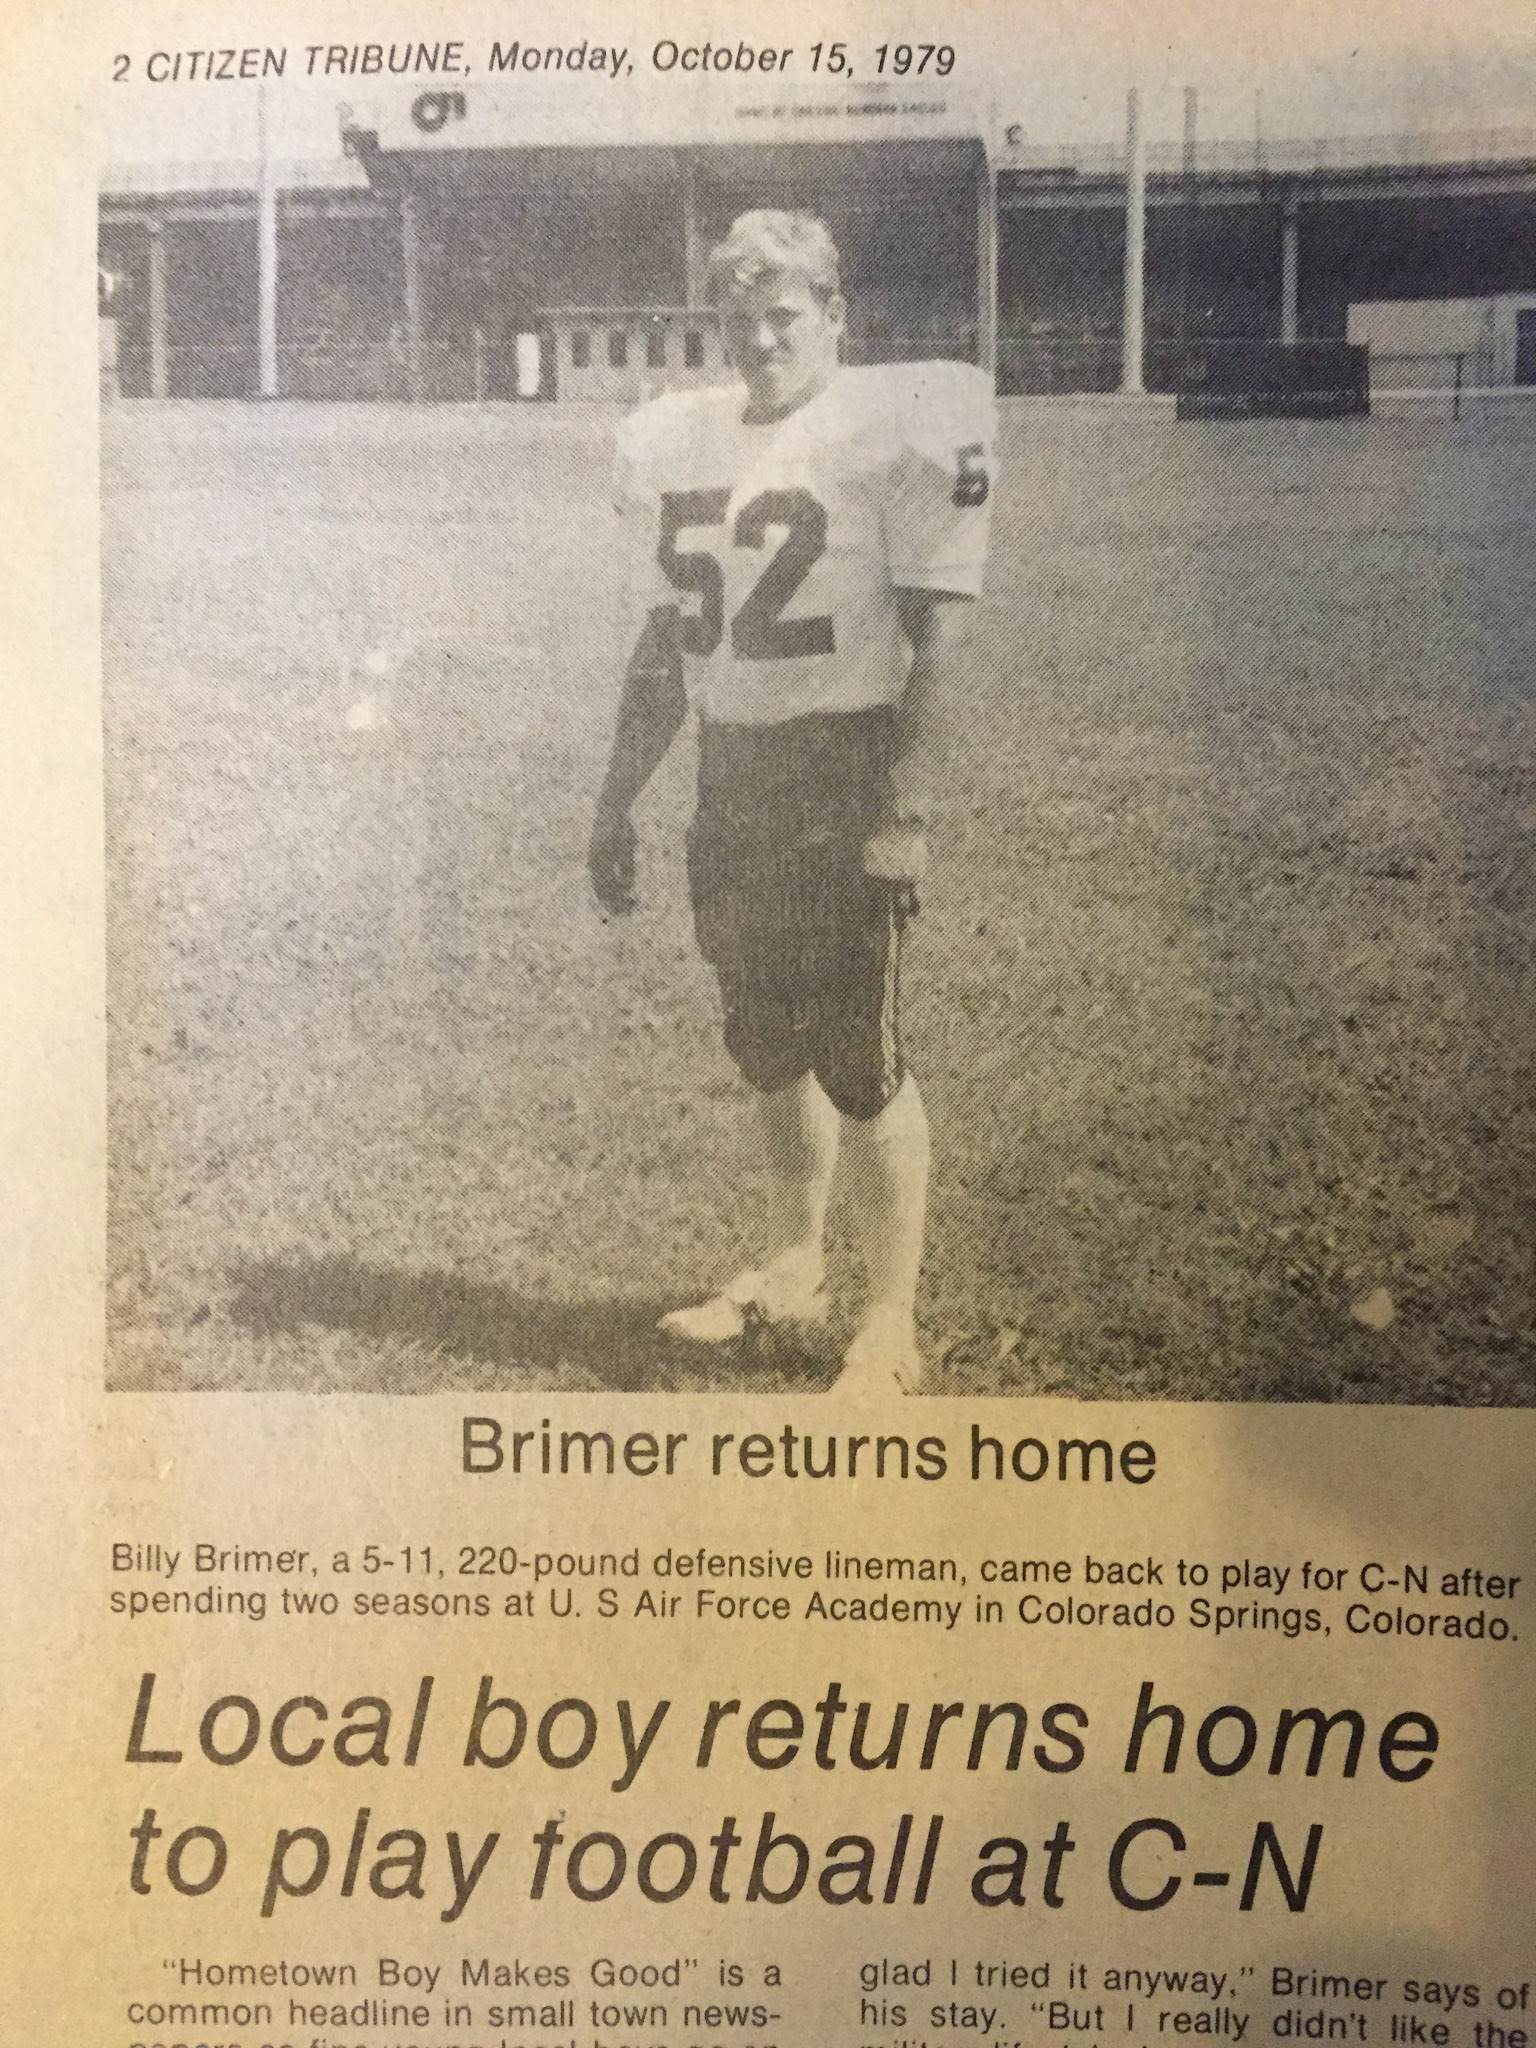 2 CITIZEN TRIBUNE, Monday, October 15, 1979
52
5
Brimer returns home
Billy Brimer, a 5-11, 220-pound defensive lineman, came back to play for C-N after
spending two seasons at U. S Air Force Academy in Colorado Springs, Colorado.
Local boy returns home
to play football at C-N
"Hometown Boy Makes Good" is a
common headline in small town news-
glad I tried it anyway," Brimer says of
his stay. "But I really didn't like the